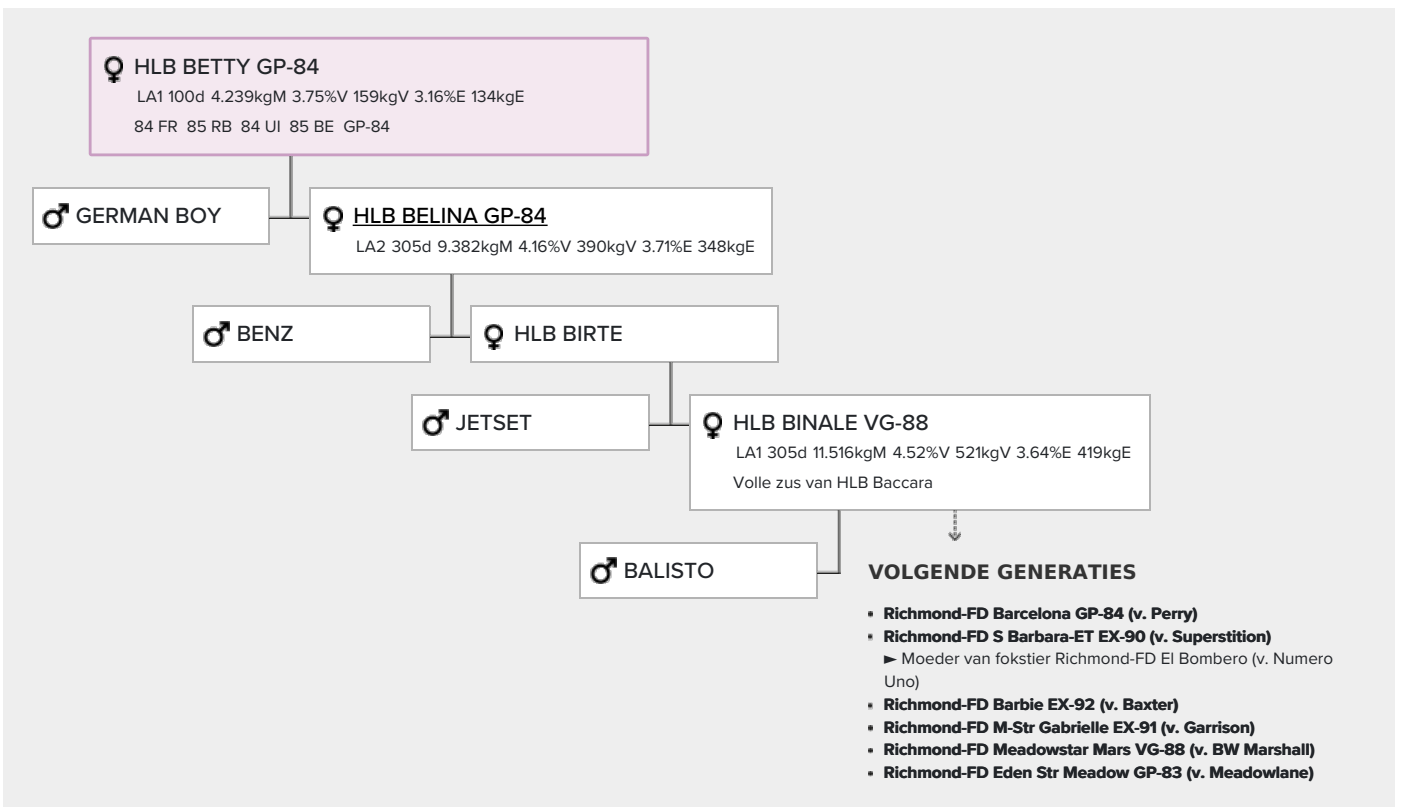 HLB BETTY GP-84
LA1 100d 4.239kgM 3.75%V 159kgV 3.16%E 134kgE
84 FR 85 RB 84 UI 85 BE GP-84
GERMAN BOY
HLB BELINA GP-84
LA2 305d 9.382kgM 4.16%V 390kgV 3.71%E 348kgE
BENZ
HLB BIRTE
JETSET
HLB BINALE VG-88
LA1 305d 11.516kgM 4.52%V 521kgV 3.64%E 419kgE
Volle zus van HLB Baccara
BALISTO
VOLGENDE GENERATIES
• Richmond-FD Barcelona GP-84 (v. Perry)
• Richmond-FD S Barbara-ET EX-90 (v. Superstition)
► Moeder van fokstier Richmond-FD El Bombero (v. Numero
Uno)
• Richmond-FD Barbie EX-92 (v. Baxter)
• Richmond-FD M-Str Gabrielle EX-91 (v. Garrison)
• Richmond-FD Meadowstar Mars VG-88 (v. BW Marshall)
• Richmond-FD Eden Str Meadow GP-83 (v. Meadowlane)